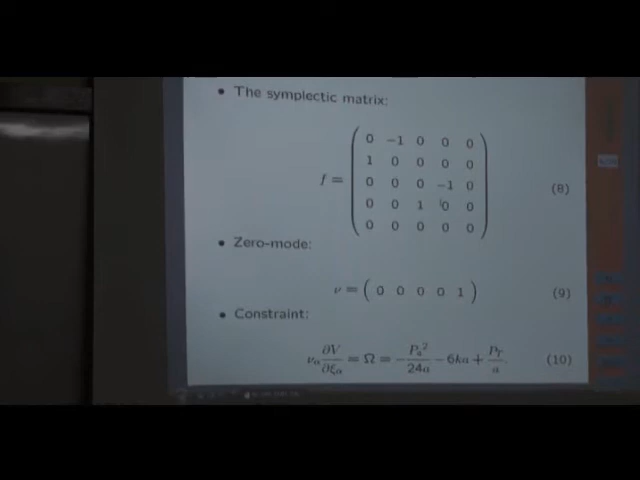 • The symplectic matrix:
f = ( 0 −1 0 0 0
1 0 0 0 0
0 0 0 −1 0
0 0 1 0 0
0 0 0 0 0 ) (8)
• Zero-mode:
ν = ( 0 0 0 0 1 ) (9)
• Constraint:
ν_α ∂V/∂ξ_α = Ω = −P_a²/24a − 6ka + P_T/a (10)